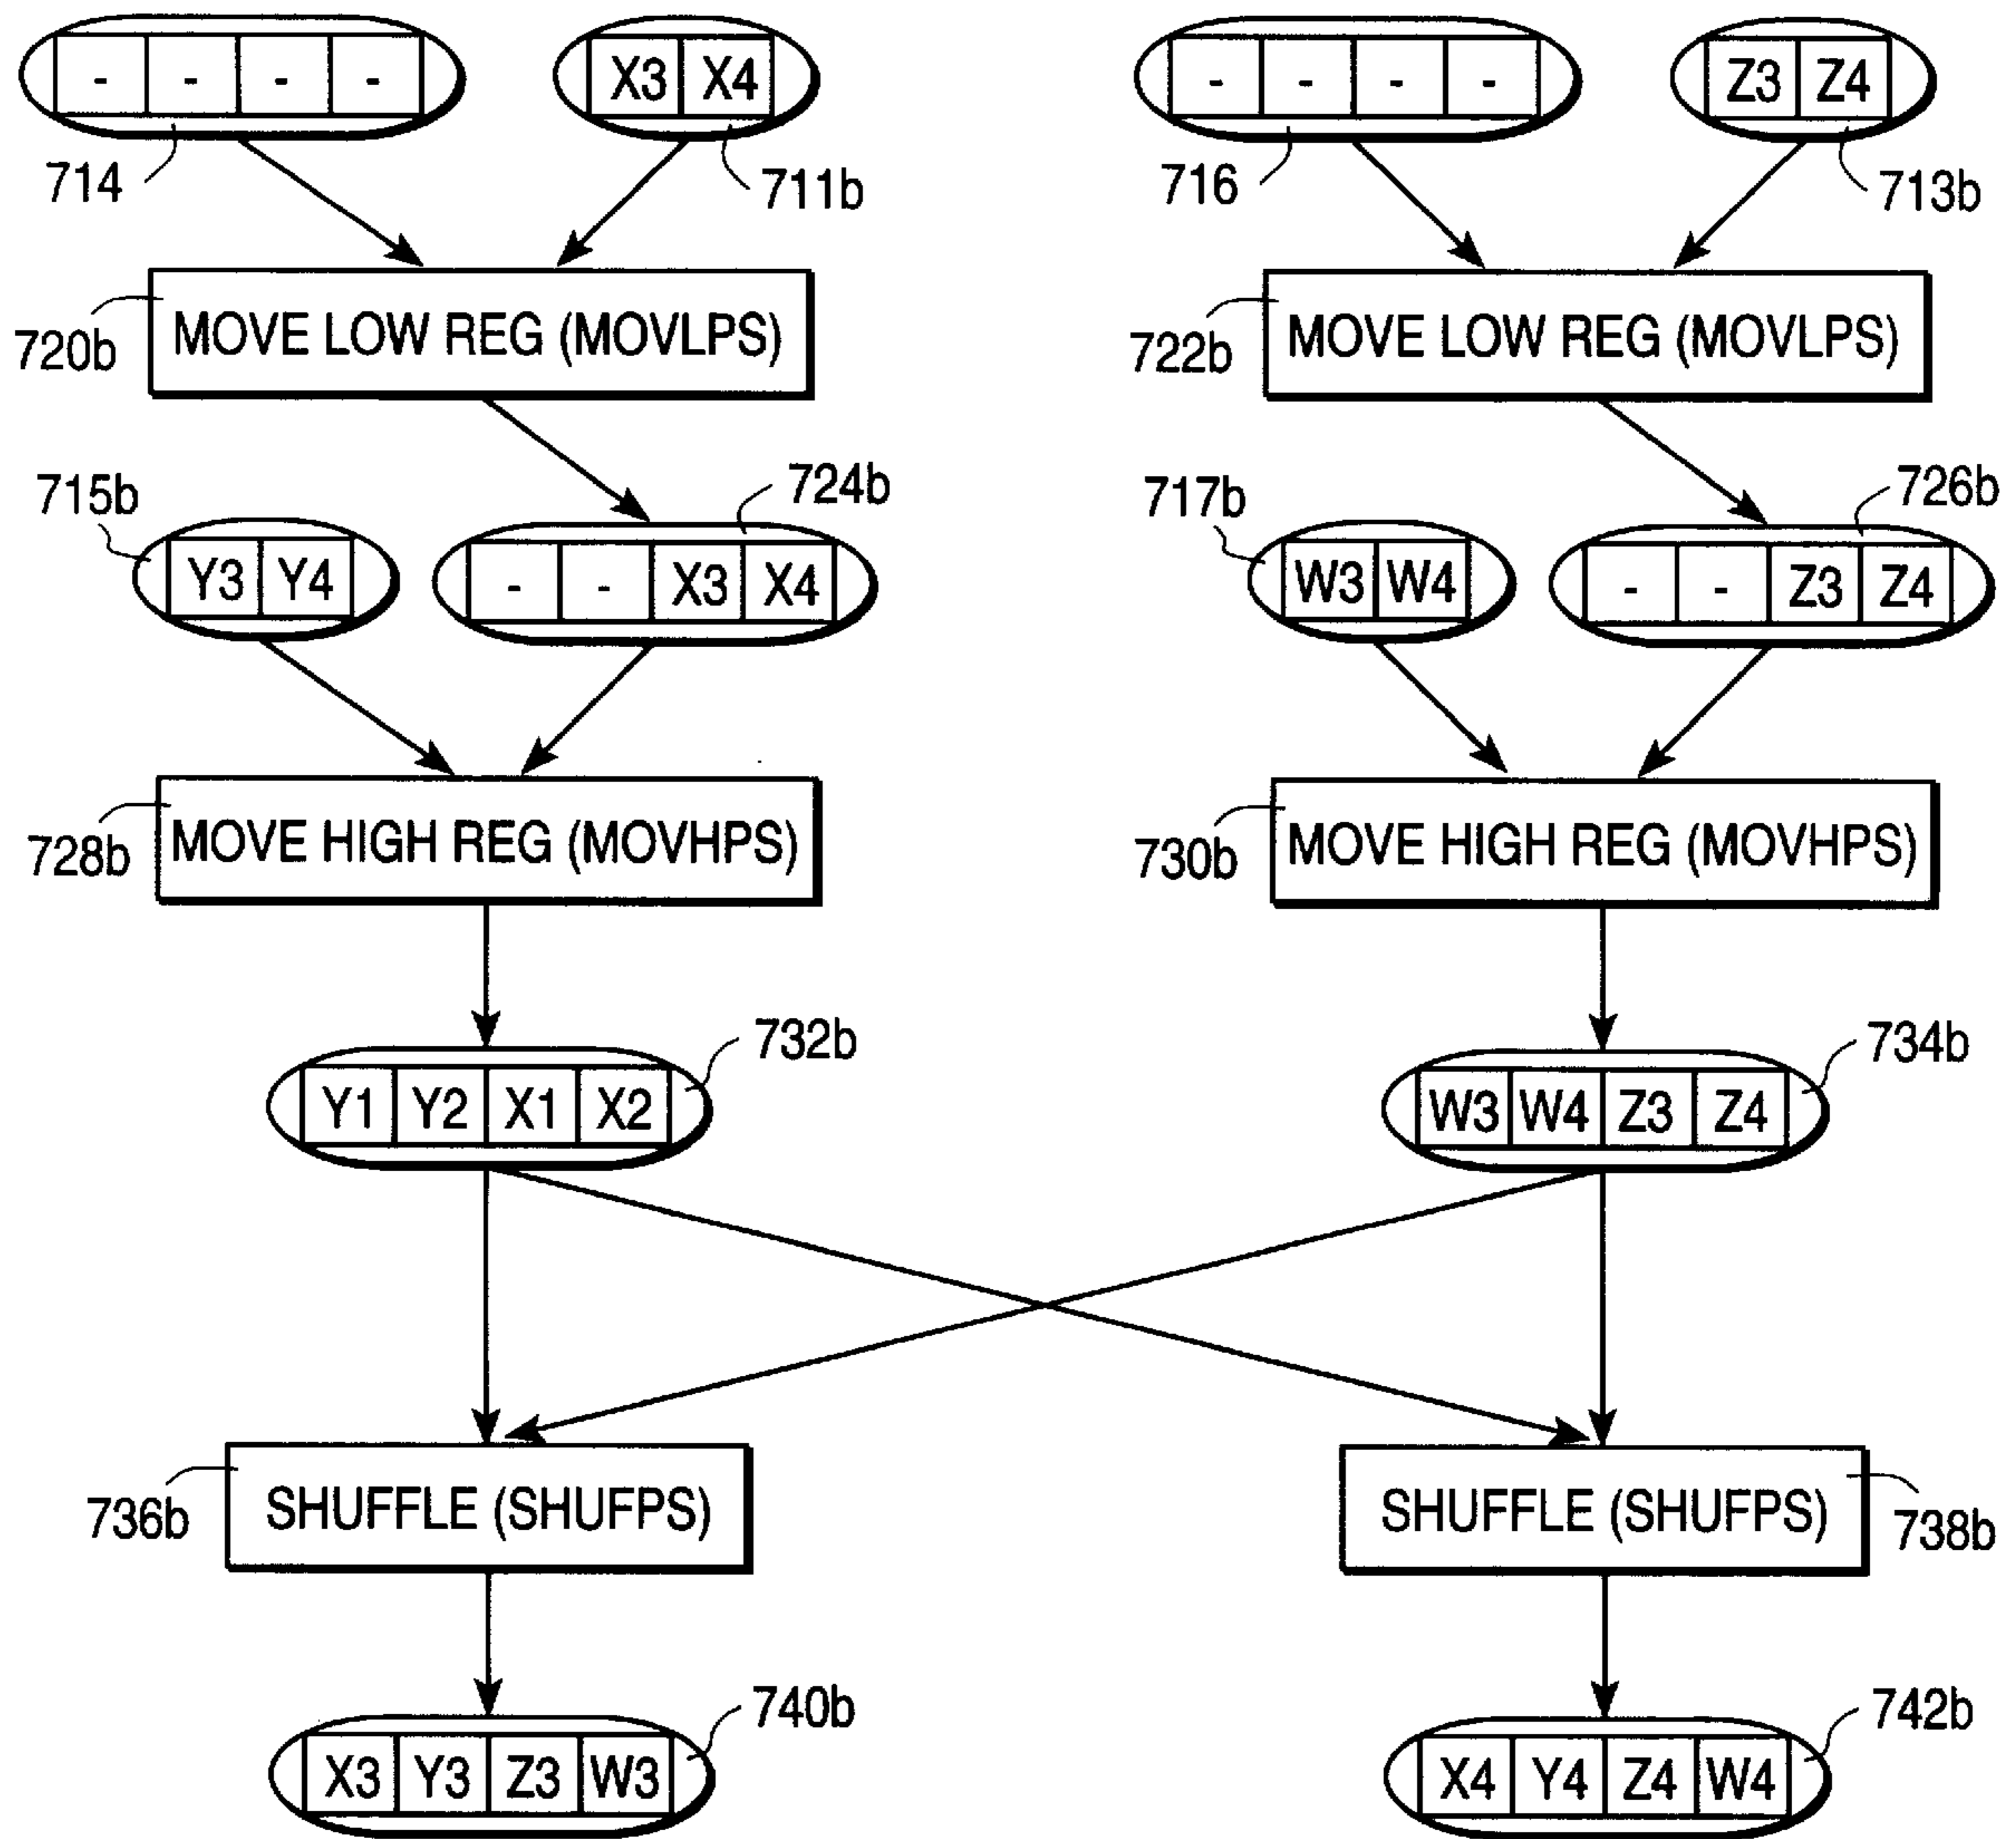 - - - -
X3 X4
- - - -
Z3 Z4
714
711b
716
713b
720b
MOVE LOW REG (MOVLPS)
722b
MOVE LOW REG (MOVLPS)
715b
724b
717b
726b
Y3 Y4
- - X3 X4
W3 W4
- - Z3 Z4
728b
MOVE HIGH REG (MOVHPS)
730b
MOVE HIGH REG (MOVHPS)
732b
734b
Y1 Y2 X1 X2
W3 W4 Z3 Z4
736b
SHUFFLE (SHUFPS)
SHUFFLE (SHUFPS)
738b
740b
742b
X3 Y3 Z3 W3
X4 Y4 Z4 W4